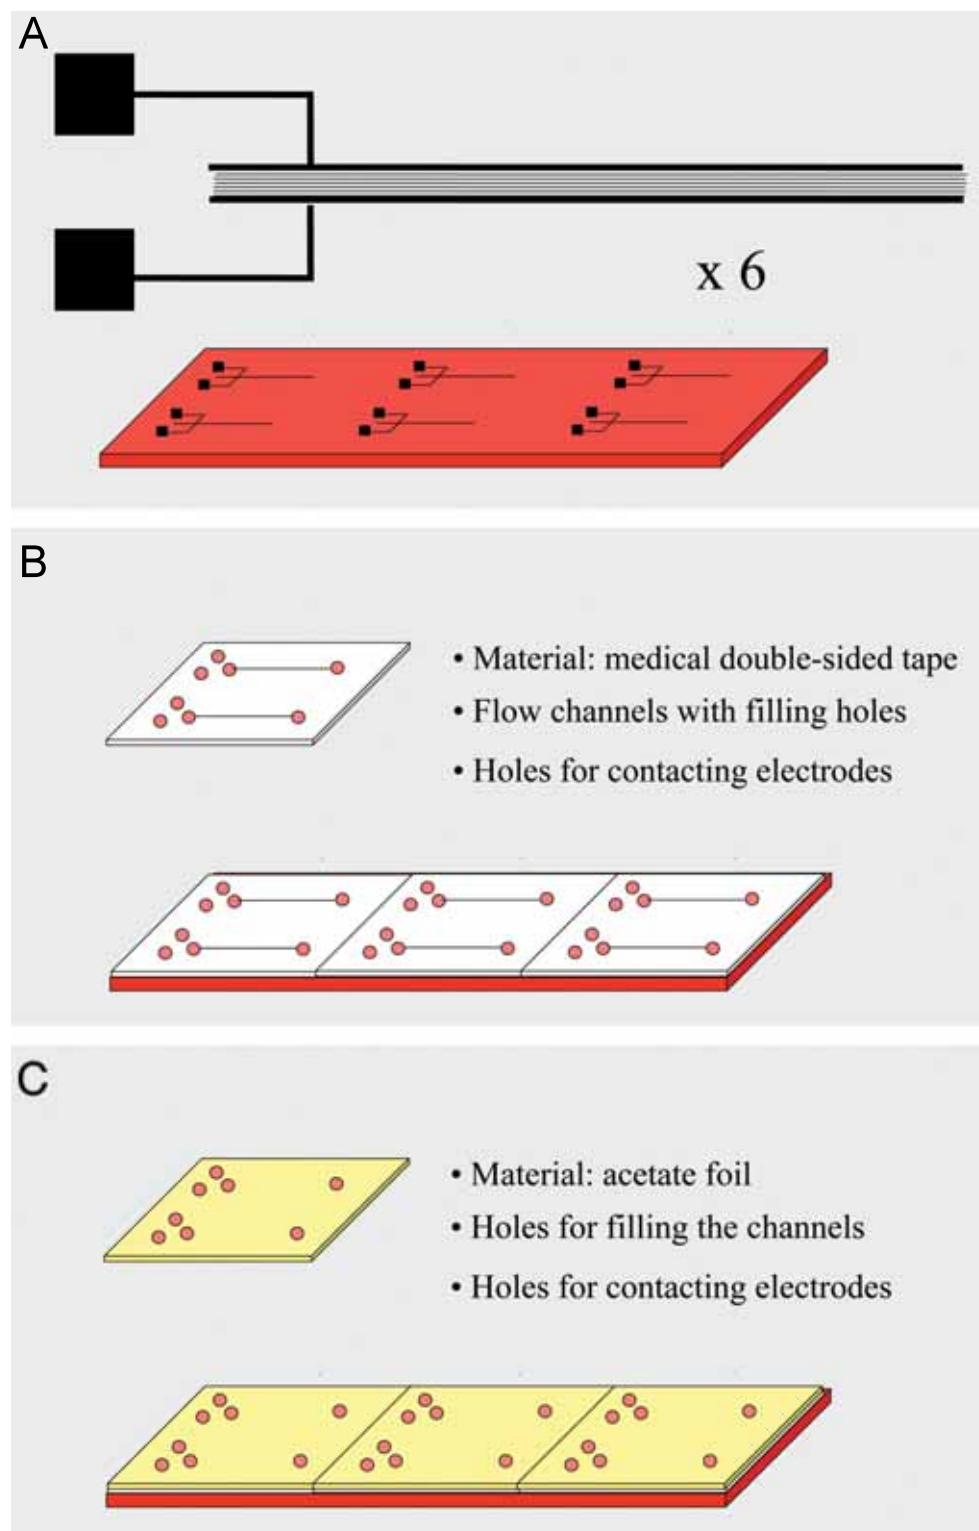 A
x 6
B
• Material: medical double-sided tape
• Flow channels with filling holes
• Holes for contacting electrodes
C
• Material: acetate foil
• Holes for filling the channels
• Holes for contacting electrodes